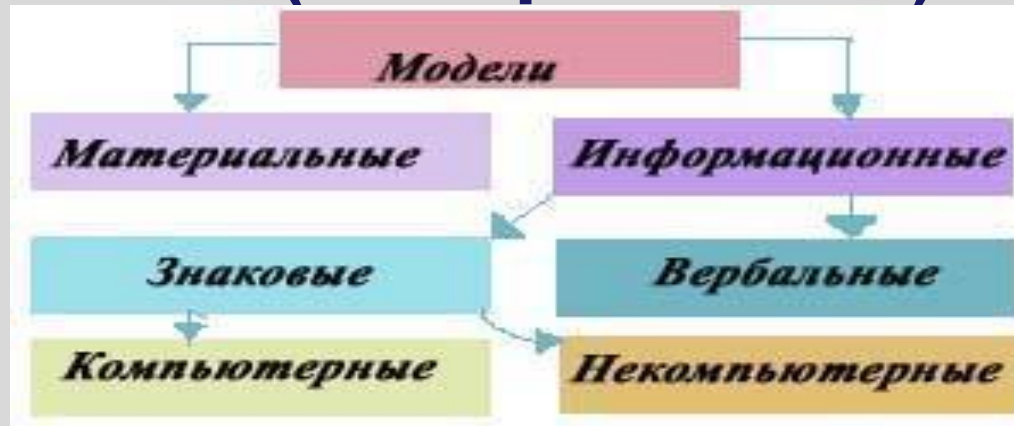 Модели
Материальные
Информационные
Знаковые
Вербальные
Компьютерные
Некомпьютерные